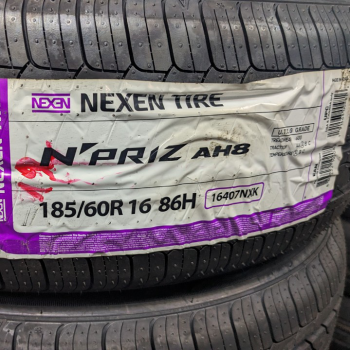 NEXEN NEXEN TIRE
N'PRIZ AH8
185/60R 16 86H 16407NXK